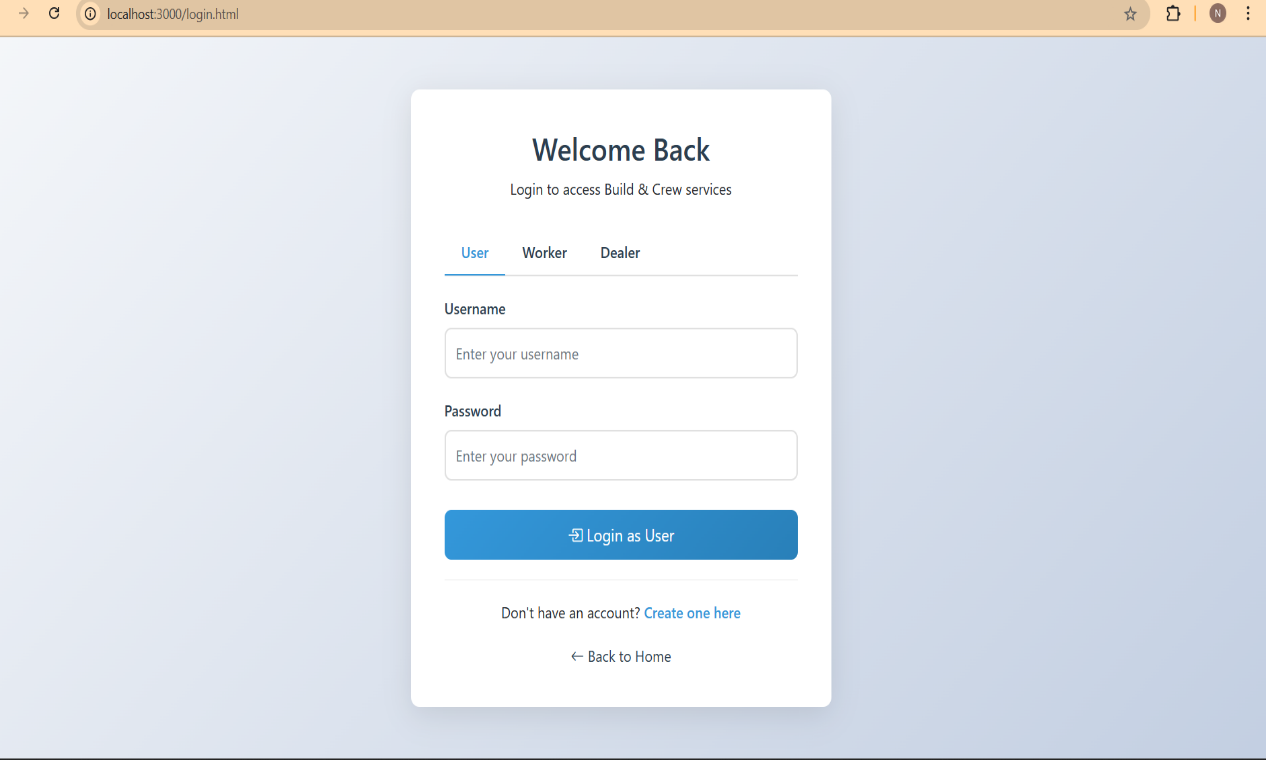 localhost:3000/login.html
N
Welcome Back
Login to access Build & Crew services
User Worker Dealer
Username
Enter your username
Password
Enter your password
Login as User
Don't have an account? Create one here
← Back to Home